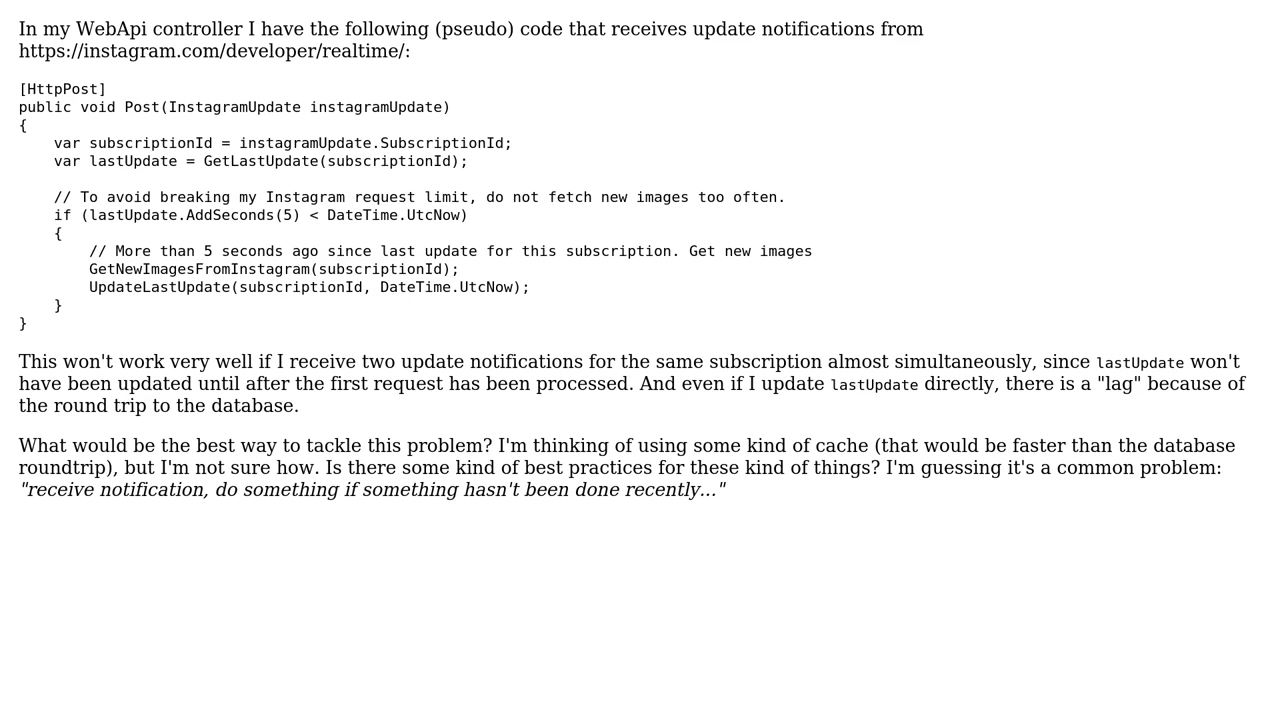 In my WebApi controller I have the following (pseudo) code that receives update notifications from
https://instagram.com/developer/realtime/:
[HttpPost]
public void Post(InstagramUpdate instagramUpdate)
{
    var subscriptionId = instagramUpdate.SubscriptionId;
    var lastUpdate = GetLastUpdate(subscriptionId);

    // To avoid breaking my Instagram request limit, do not fetch new images too often.
    if (lastUpdate.AddSeconds(5) < DateTime.UtcNow)
    {
        // More than 5 seconds ago since last update for this subscription. Get new images
        GetNewImagesFromInstagram(subscriptionId);
        UpdateLastUpdate(subscriptionId, DateTime.UtcNow);
    }
}
This won't work very well if I receive two update notifications for the same subscription almost simultaneously, since lastUpdate won't
have been updated until after the first request has been processed. And even if I update lastUpdate directly, there is a "lag" because of
the round trip to the database.
What would be the best way to tackle this problem? I'm thinking of using some kind of cache (that would be faster than the database
roundtrip), but I'm not sure how. Is there some kind of best practices for these kind of things? I'm guessing it's a common problem:
"receive notification, do something if something hasn't been done recently..."